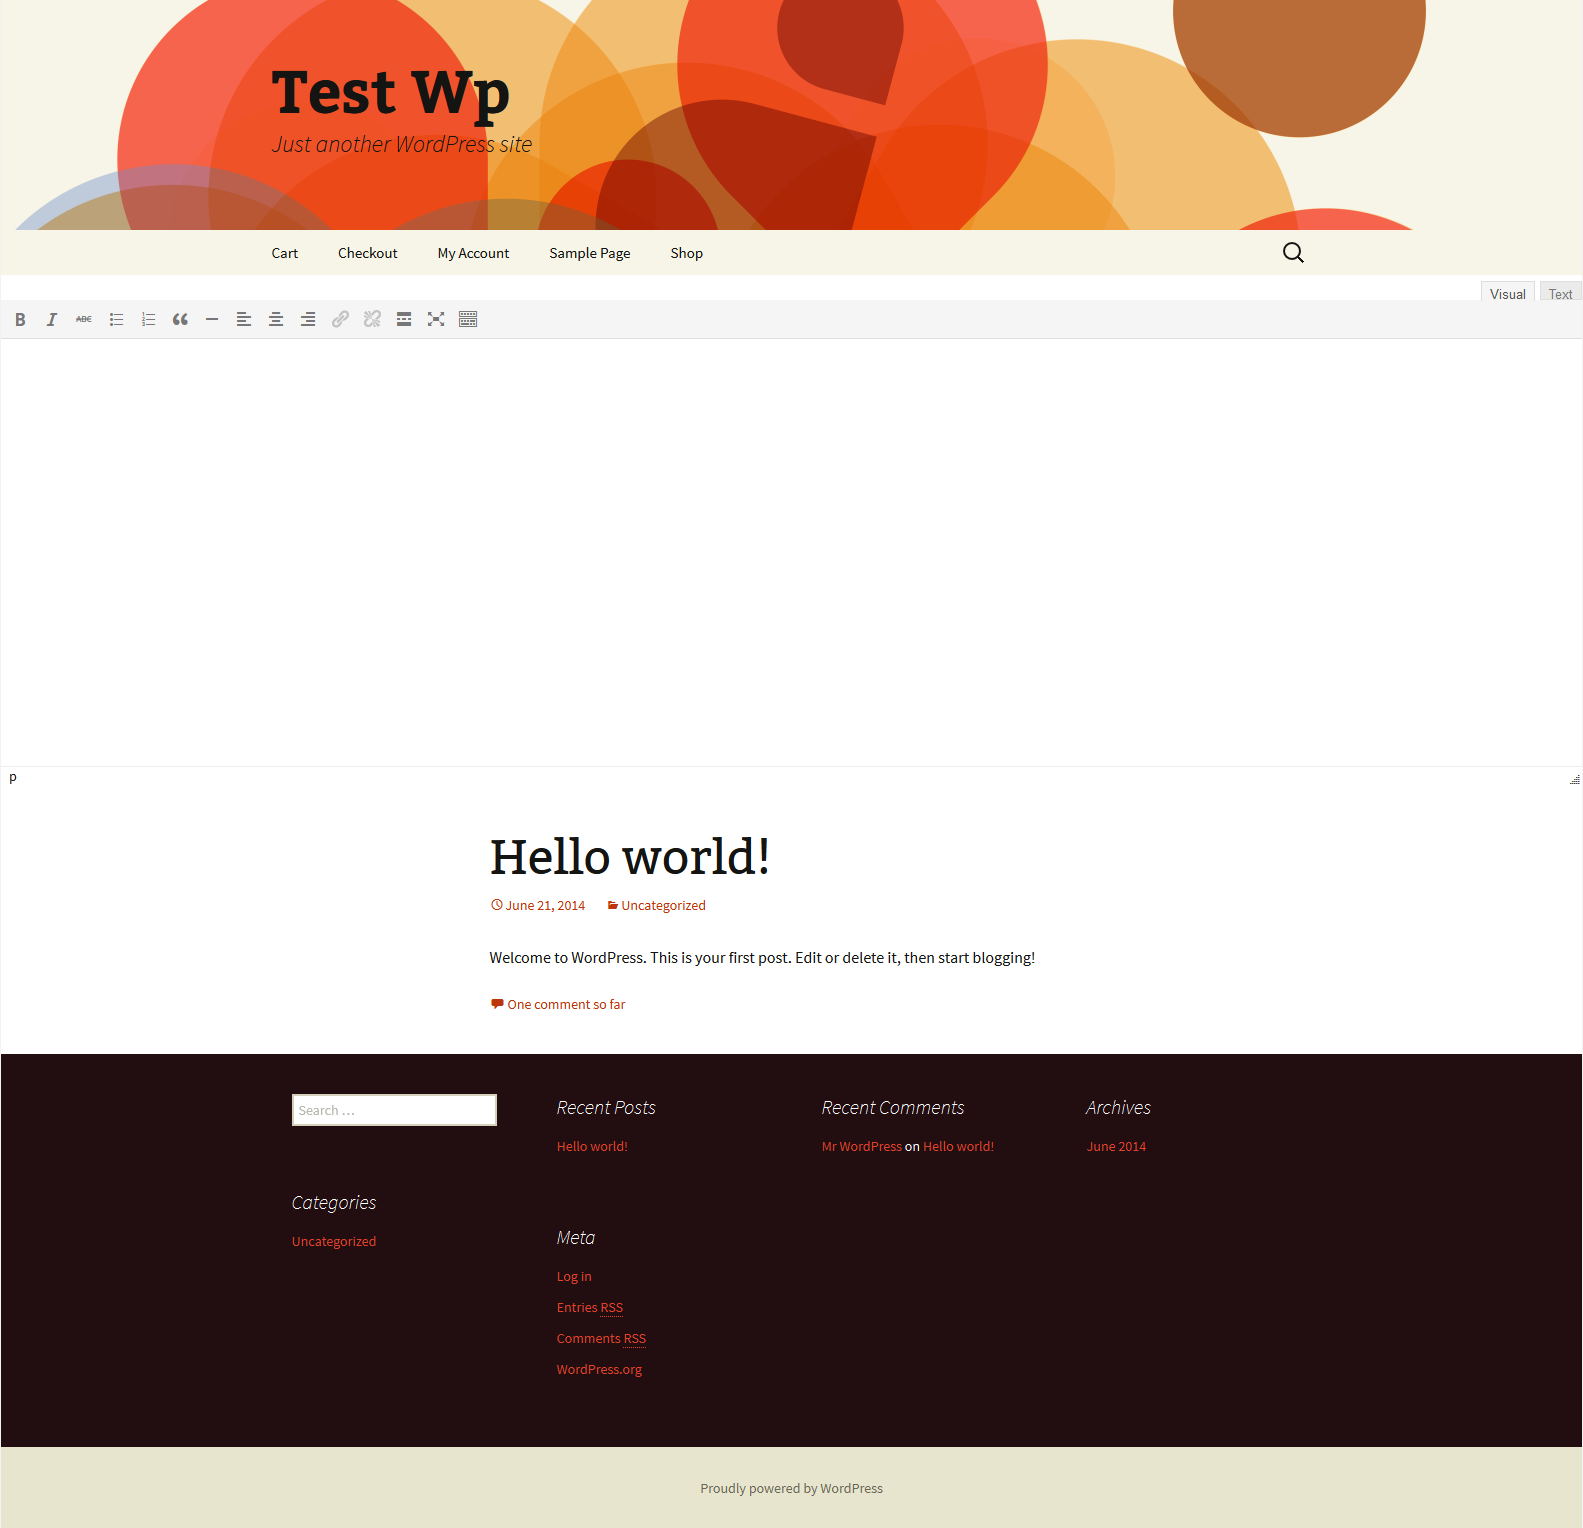 Test Wp
Just another WordPress site
Cart Checkout My Account Sample Page Shop
Visual Text
B I ABC
p
Hello world!
June 21, 2014 Uncategorized
Welcome to WordPress. This is your first post. Edit or delete it, then start blogging!
One comment so far
Search ...
Recent Posts
Hello world!
Recent Comments
Mr WordPress on Hello world!
Archives
June 2014
Categories
Uncategorized
Meta
Log in
Entries RSS
Comments RSS
WordPress.org
Proudly powered by WordPress